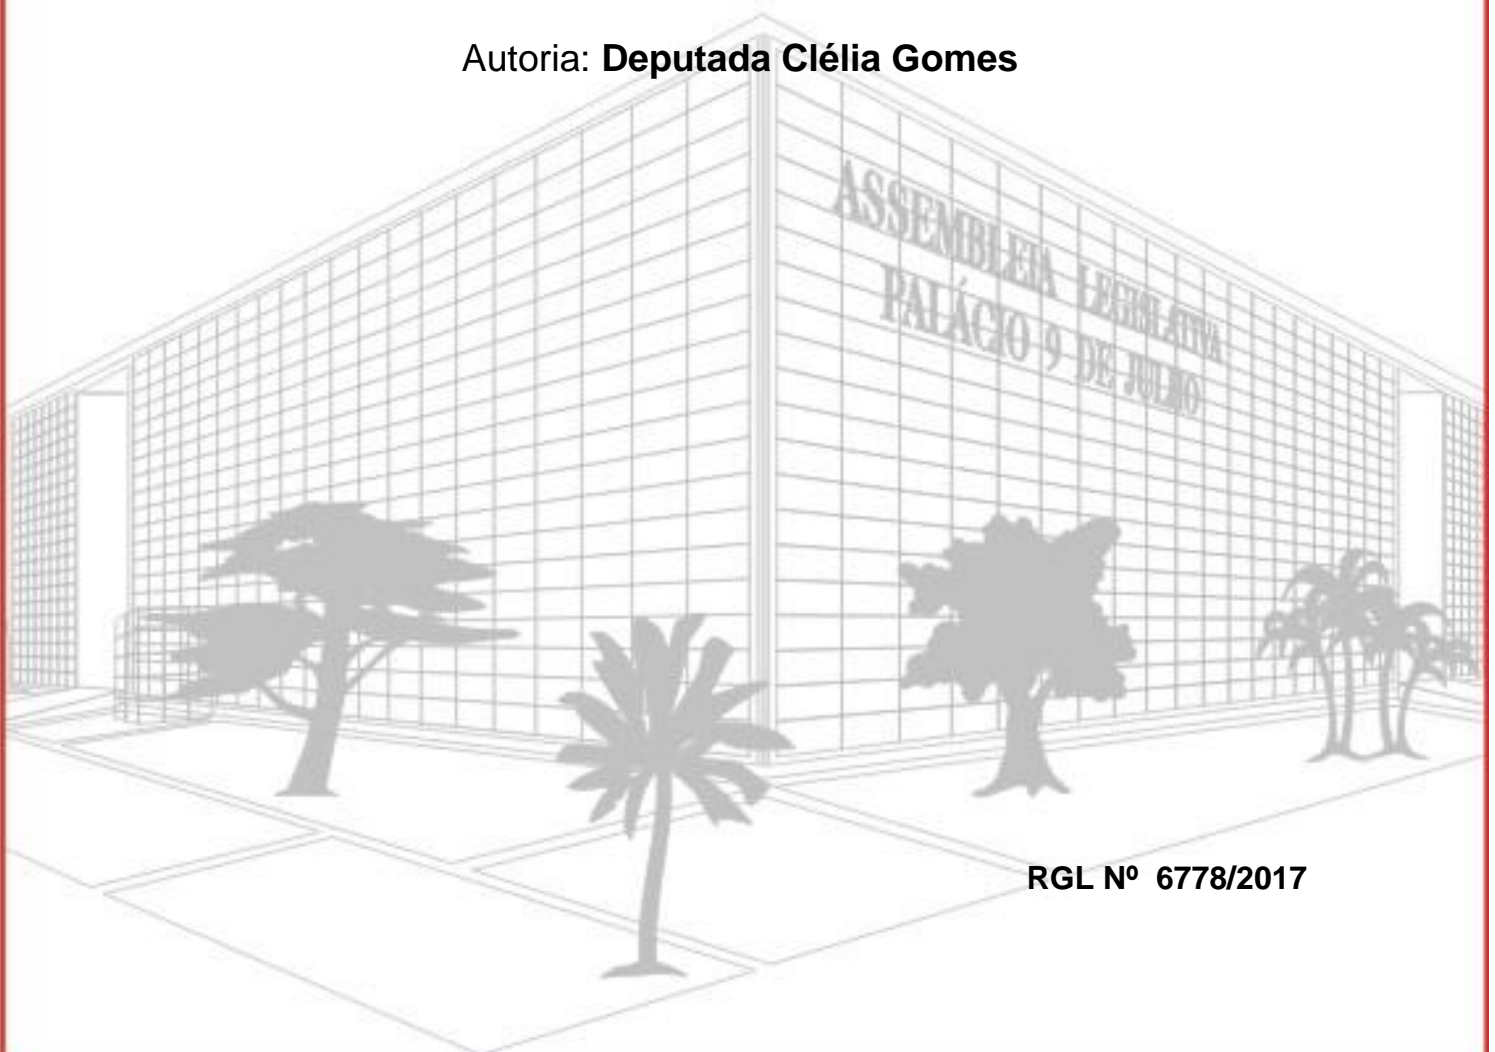 Autoria: Deputada Clélia Gomes
ASSEMBLEIA LEGISLATIVA
PALÁCIO 9 DE JULHO
RGL Nº 6778/2017